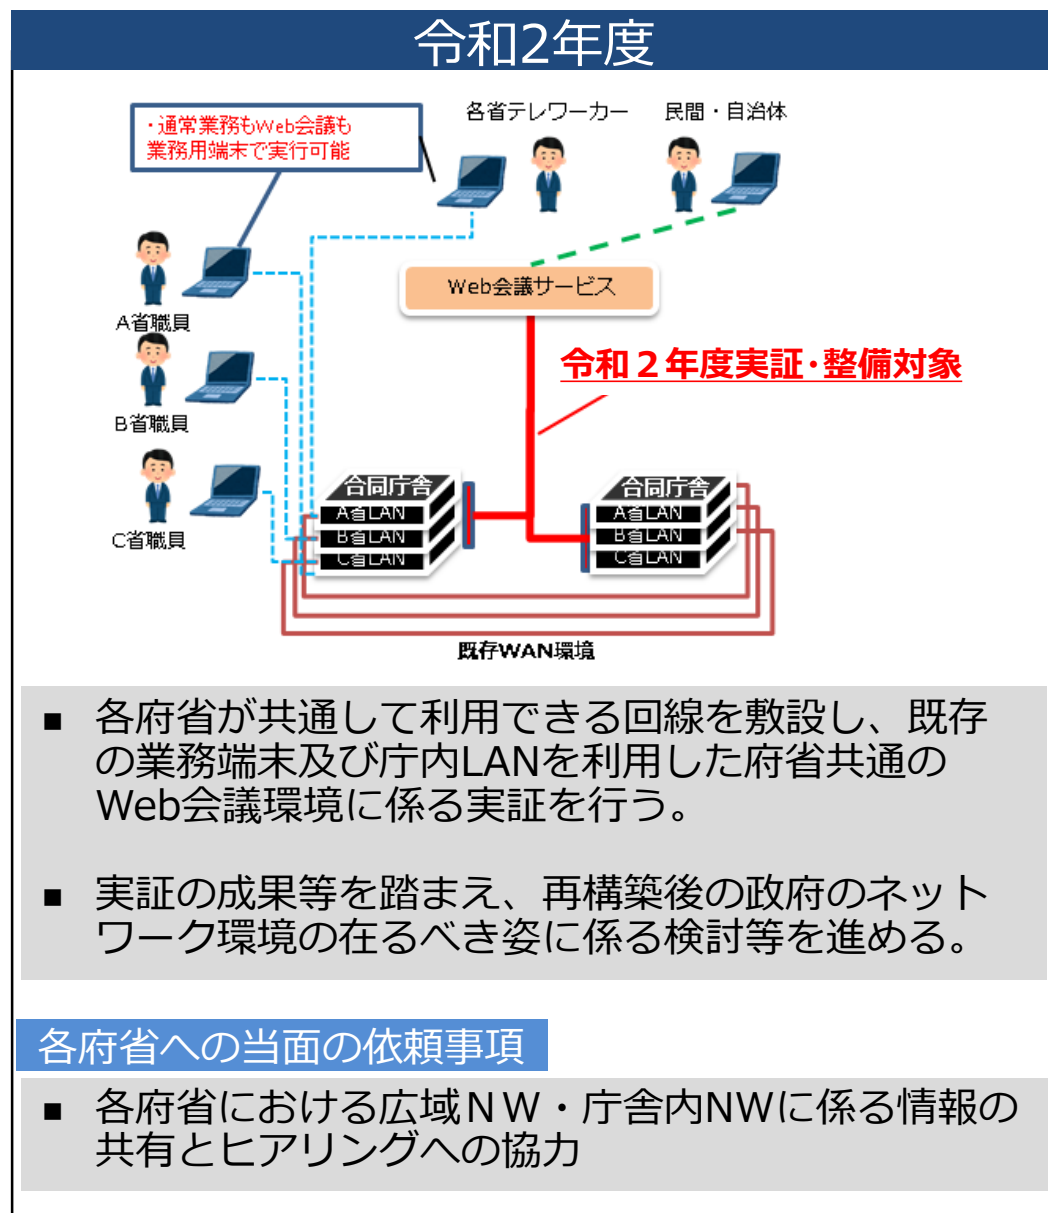 令和2年度
・通常業務もWeb会議も
業務用端末で実行可能
各省テレワーカー
民間・自治体
A省職員
Web会議サービス
令和２年度実証･整備対象
B省職員
C省職員
合同庁舎
A省LAN
B省LAN
C省LAN
合同庁舎
A省LAN
B省LAN
C省LAN
既存WAN環境
■ 各府省が共通して利用できる回線を敷設し、既存
の業務端末及び庁内LANを利用した府省共通の
Web会議環境に係る実証を行う。
■ 実証の成果等を踏まえ、再構築後の政府のネット
ワーク環境の在るべき姿に係る検討等を進める。
各府省への当面の依頼事項
■ 各府省における広域ＮＷ・庁舎内NWに係る情報の
共有とヒアリングへの協力